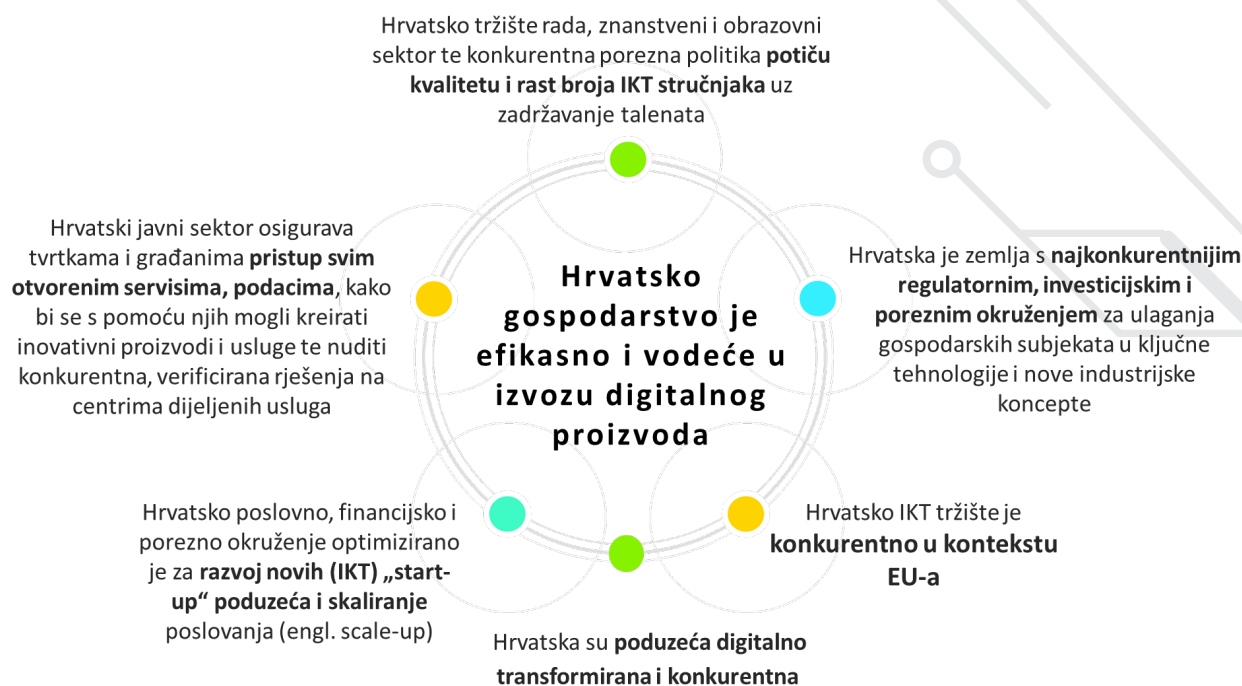 Hrvatsko tržište rada, znanstveni i obrazovni
sektor te konkurentna porezna politika potiču
kvalitetu i rast broja IKT stručnjaka uz
zadržavanje talenata
Hrvatski javni sektor osigurava
tvrtkama i građanima pristup svim
otvorenim servisima, podacima, kako
bi se s pomoću njih mogli kreirati
inovativni proizvodi i usluge te nuditi
konkurentna, verificirana rješenja na
centrima dijeljenih usluga
Hrvatsko
gospodarstvo je
efikasno i vodeće u
izvozu digitalnog
proizvoda
Hrvatska je zemlja s najkonkurentnijim
regulatornim, investicijskim i
poreznim okruženjem za ulaganja
gospodarskih subjekata u ključne
tehnologije i nove industrijske
koncepte
Hrvatsko poslovno, financijsko i
porezno okruženje optimizirano
je za razvoj novih (IKT) „start-
up“ poduzeća i skaliranje
poslovanja (engl. scale-up)
Hrvatsko IKT tržište je
konkurentno u kontekstu
EU-a
Hrvatska su poduzeća digitalno
transformirana i konkurentna